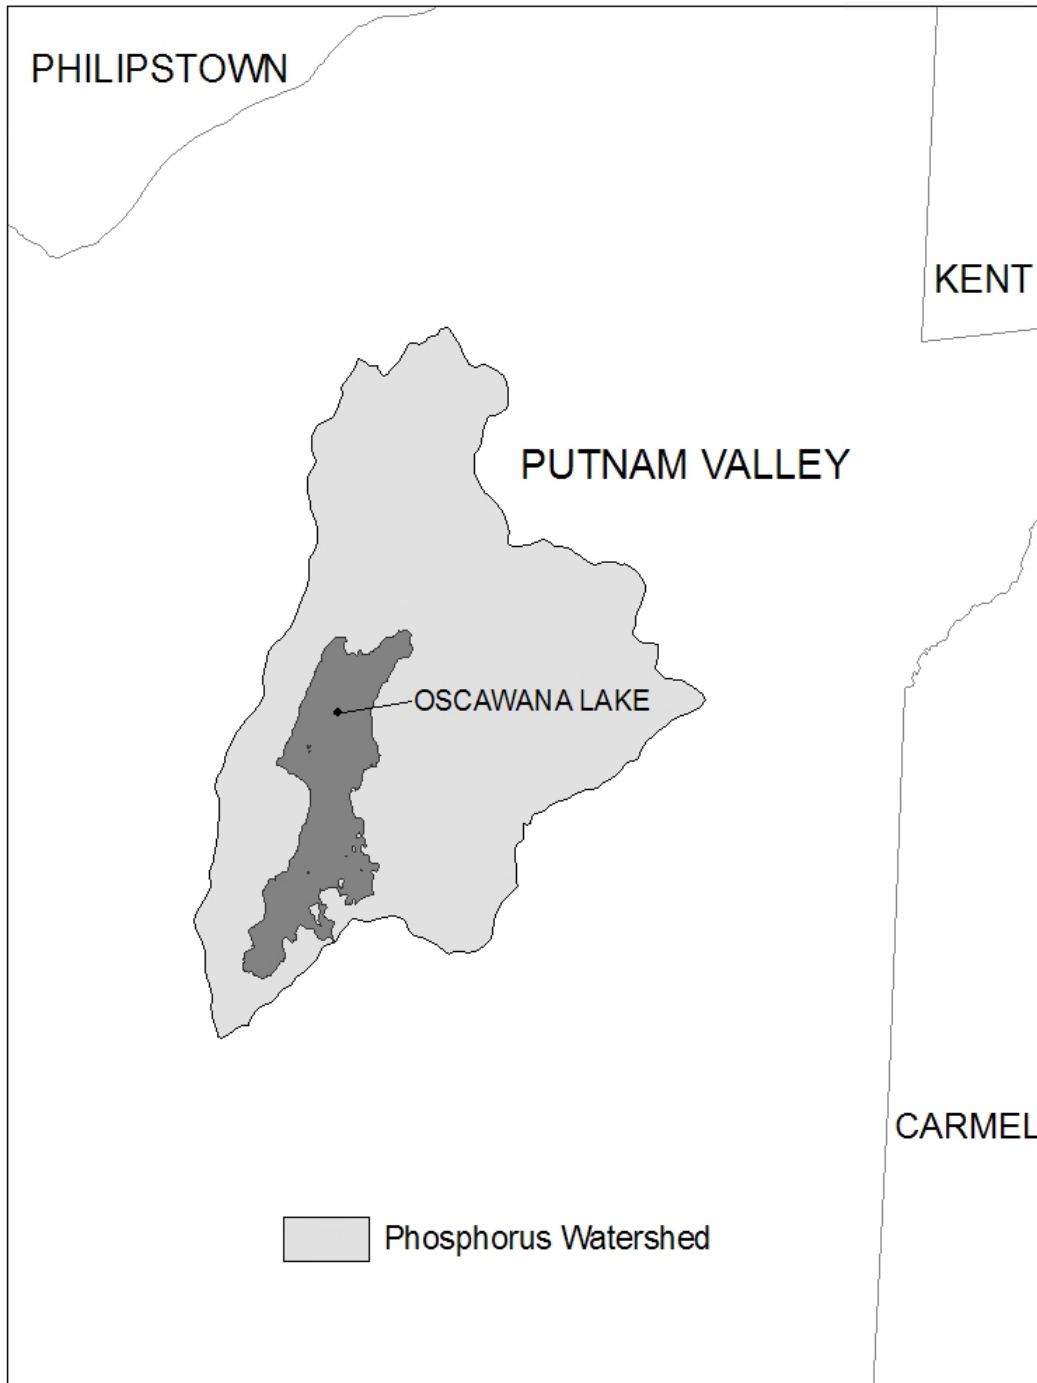 PHILIPSTOWN
KENT
PUTNAM VALLEY
OSCAWANA LAKE
CARMEL
Phosphorus Watershed